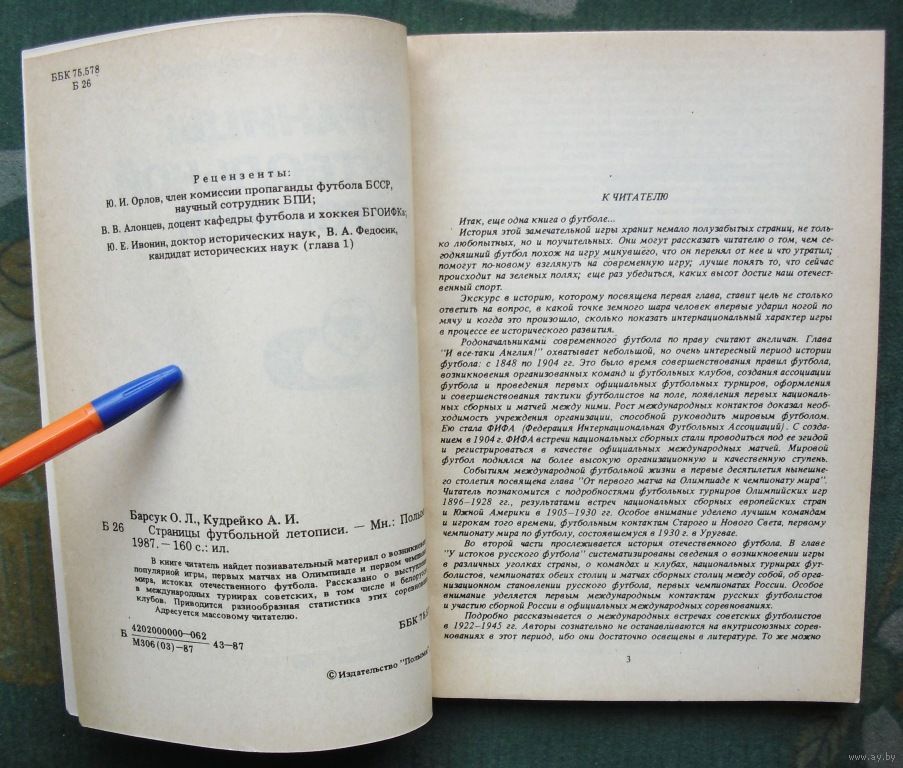 ББК 75.578
Б 26
Рецензенты:
Ю. И. Орлов, член комиссии пропаганды футбола БССР,
научный сотрудник БПИ;
В. В. Алонцев, доцент кафедры футбола и хоккея БГОИФКа;
Ю. Е. Ивонин, доктор исторических наук, В. А. Федосик,
кандидат исторических наук (глава 1)
Барсук О. Л., Кудрейко А. И.
Б 26
Страницы футбольной летописи. — Мн.:
1987. — 160 с.: ил.
В книге читатель найдет познавательный материал о
популярной игры, первых матчах на Олимпиаде и первом
мира, истоках отечественного футбола. Рассказано о
в международных турнирах советских, в том числе и
клубов. Приводится разнообразная статистика этих
Адресуется массовому читателю.
Б 4202000000—062
М306(03)—87
43—87
ББК
© Издательство
К ЧИТАТЕЛЮ
Итак, еще одна книга о футболе...
История этой замечательной игры хранит немало полузабытых страниц, не толь-
ко любопытных, но и поучительных. Они могут рассказать читателю о том, чем се-
годняшний футбол похож на игру минувшего, что он перенял от нее и что утратил;
помогут по-новому взглянуть на современную игру; лучше понять то, что сейчас
происходит на зеленых полях; еще раз убедиться, каких высот достиг наш отечест-
венный спорт.
Экскурс в историю, которому посвящена первая глава, ставит цель не столько
ответить на вопрос, в какой точке земного шара человек впервые ударил ногой по
мячу и когда это произошло, сколько показать интернациональный характер игры
в процессе ее исторического развития.
Родоначальниками современного футбола по праву считают англичан. Глава
"И все-таки Англия!" охватывает небольшой, но очень интересный период истории
футбола: с 1848 по 1904 гг. Это было время совершенствования правил футбола,
возникновения организованных команд и футбольных клубов, создания ассоциации
футбола и проведения первых официальных футбольных турниров, оформления
и совершенствования тактики футболистов на поле, появления первых националь-
ных сборных и матчей между ними. Рост международных контактов доказал необ-
ходимость учреждения организации, способной руководить мировым футболом.
Ею стала ФИФА (Федерация Интернациональная Футбольных Ассоциаций). С созда-
нием в 1904 г. ФИФА встречи национальных сборных стали проводиться под ее эгидой
и регистрироваться в качестве официальных международных матчей. Мировой
футбол поднялся на более высокую организационную и качественную ступень.
Событиям международной футбольной жизни в первые десятилетия нынешне-
го столетия посвящена глава "От первого матча на Олимпиаде к чемпионату мира".
Читатель познакомится с подробностями футбольных турниров Олимпийских игр
1896—1928 гг., результатами встреч национальных сборных европейских стран
и Южной Америки в 1905—1930 гг. Особое внимание уделено лучшим командам
и игрокам того времени, футбольным контактам Старого и Нового Света, первому
чемпионату мира по футболу, состоявшемуся в 1930 г. в Уругвае.
Во второй части прослеживается история отечественного футбола. В главе
"У истоков русского футбола" систематизированы сведения о возникновении игры
в различных уголках страны, о командах и клубах, национальных турнирах фут-
болистов, чемпионатах обеих столиц и матчах сборных столиц между собой, об орга-
низационном становлении русского футбола, первых чемпионатах России. Особое
внимание уделяется первым международным контактам русских футболистов
и участию сборной России в официальных международных соревнованиях.
Подробно рассказывается о международных встречах советских футболистов
в 1922—1945 гг. Авторы сознательно не останавливаются на внутрисоюзных сорев-
нованиях в этот период, ибо они достаточно освещены в литературе. То же можно
3
www.ay.by